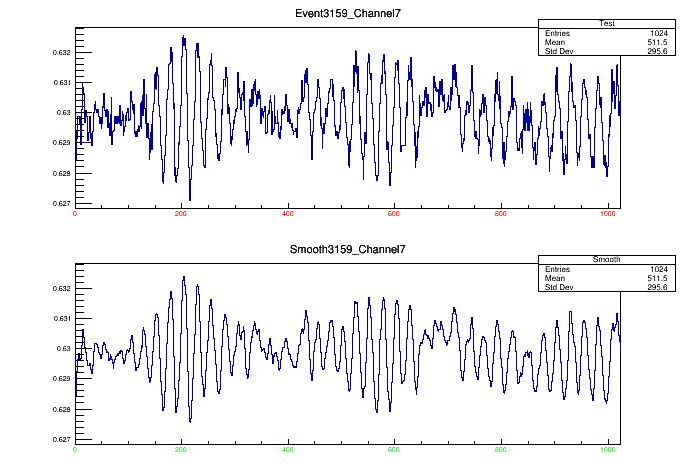 Event3159_Channel7
Test
Entries 1024
Mean 511.5
Std Dev 295.6
0.632
0.631
0.63
0.629
0.628
0.627
0 200 400 600 800 1000
Smooth3159_Channel7
Smooth
Entries 1024
Mean 511.5
Std Dev 295.6
0.632
0.631
0.63
0.629
0.628
0.627
0 200 400 600 800 1000